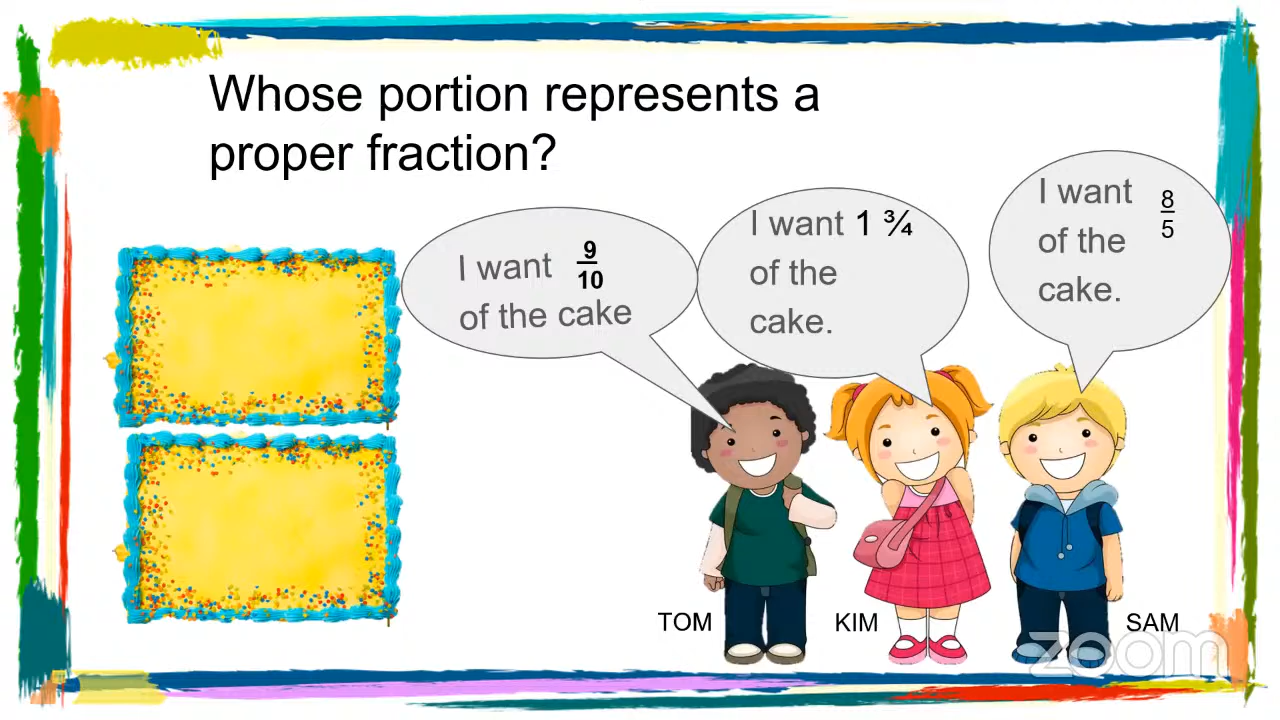 Whose portion represents a
proper fraction?
I want 9/10
of the cake
I want 1 ¾
of the
cake.
I want 8/5
of the
cake.
TOM
KIM
SAM
zoom